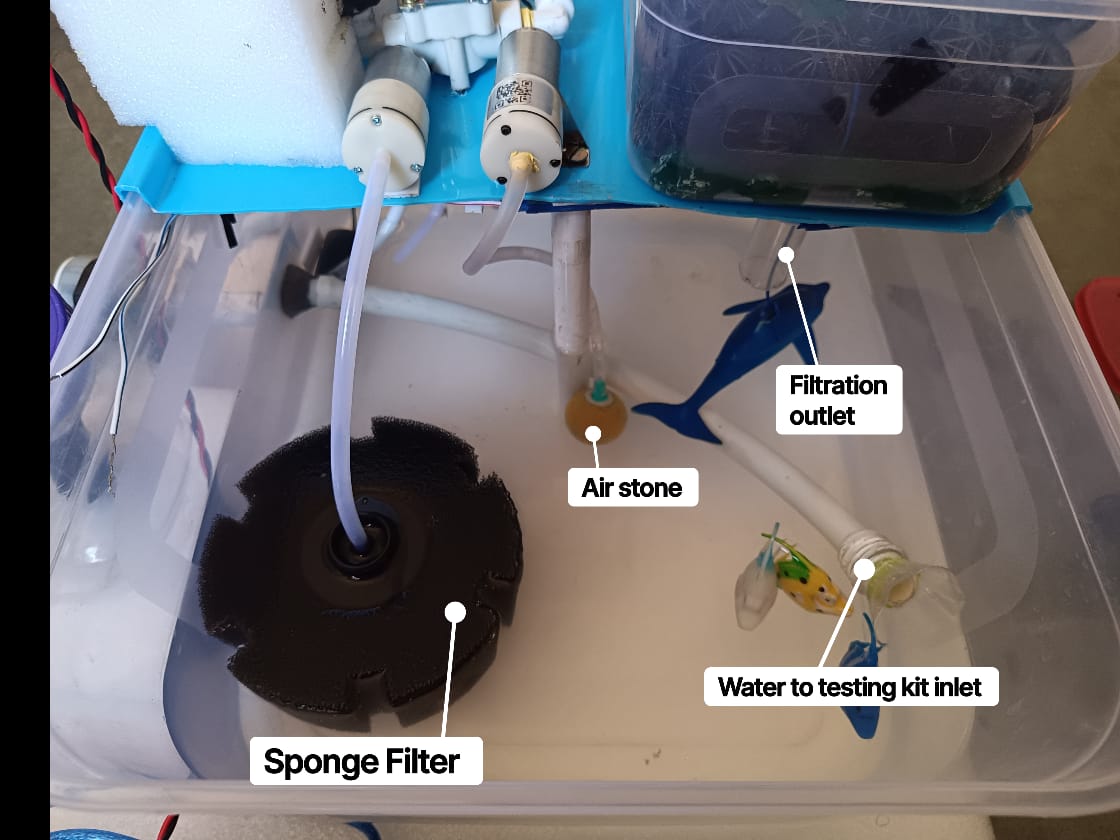 Filtration
outlet
Air stone
Water to testing kit inlet
Sponge Filter